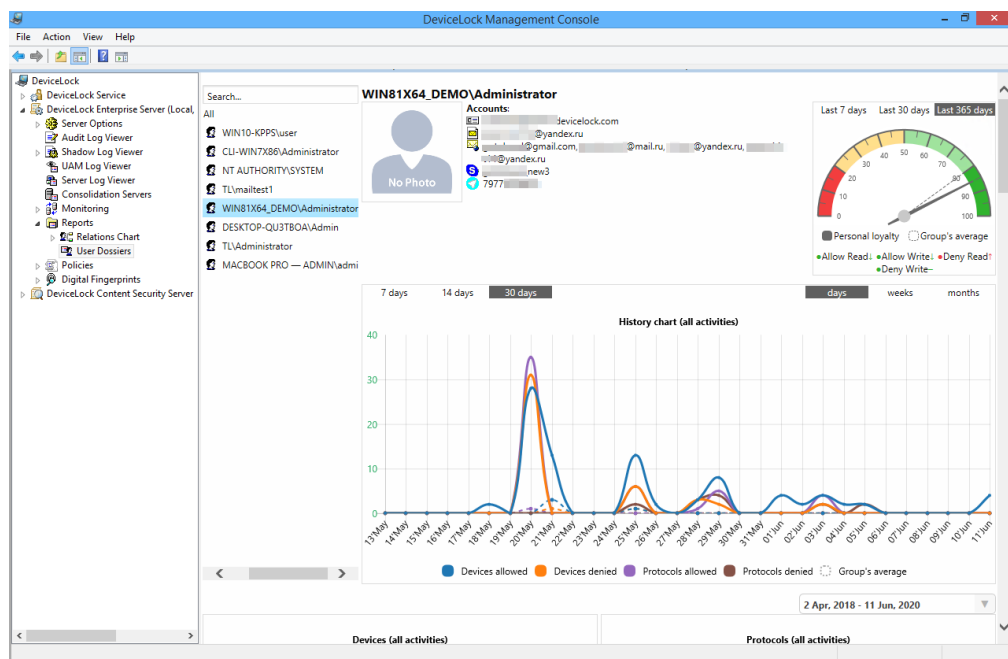 DeviceLock Management Console
File Action View Help
DeviceLock
DeviceLock Service
DeviceLock Enterprise Server (Local,
Server Options
Audit Log Viewer
Shadow Log Viewer
UAM Log Viewer
Server Log Viewer
Consolidation Servers
Monitoring
Reports
Relations Chart
User Dossiers
Policies
Digital Fingerprints
DeviceLock Content Security Server
Search...
All
WIN10-KPPS\user
CLI-WIN7X86\Administrator
NT AUTHORITY\SYSTEM
TL\mailtest1
WIN81X64_DEMO\Administrator
DESKTOP-QU3TBOA\Admin
TL\Administrator
MACBOOK PRO — ADMIN\admi
WIN81X64_DEMO\Administrator
No Photo
Accounts:
devicelock.com
@yandex.ru
@gmail.com, @mail.ru, @yandex.ru,
@yandex.ru
new3
7977
Last 7 days Last 30 days Last 365 days
0 10 20 30 40 50 60 70 80 90 100
Personal loyalty Group's average
Allow Read↓ Allow Write↓ Deny Read↑
Deny Write–
7 days 14 days 30 days days weeks months
History chart (all activities)
40
30
20
10
0
13'May 14'May 15'May 16'May 17'May 18'May 19'May 20'May 21'May 22'May 23'May 24'May 25'May 26'May 27'May 28'May 29'May 30'May 31'May 01'Jun 02'Jun 03'Jun 04'Jun 05'Jun 06'Jun 07'Jun 08'Jun 09'Jun 10'Jun 11'Jun
Devices allowed Devices denied Protocols allowed Protocols denied Group's average
2 Apr, 2018 - 11 Jun, 2020
Devices (all activities) Protocols (all activities)